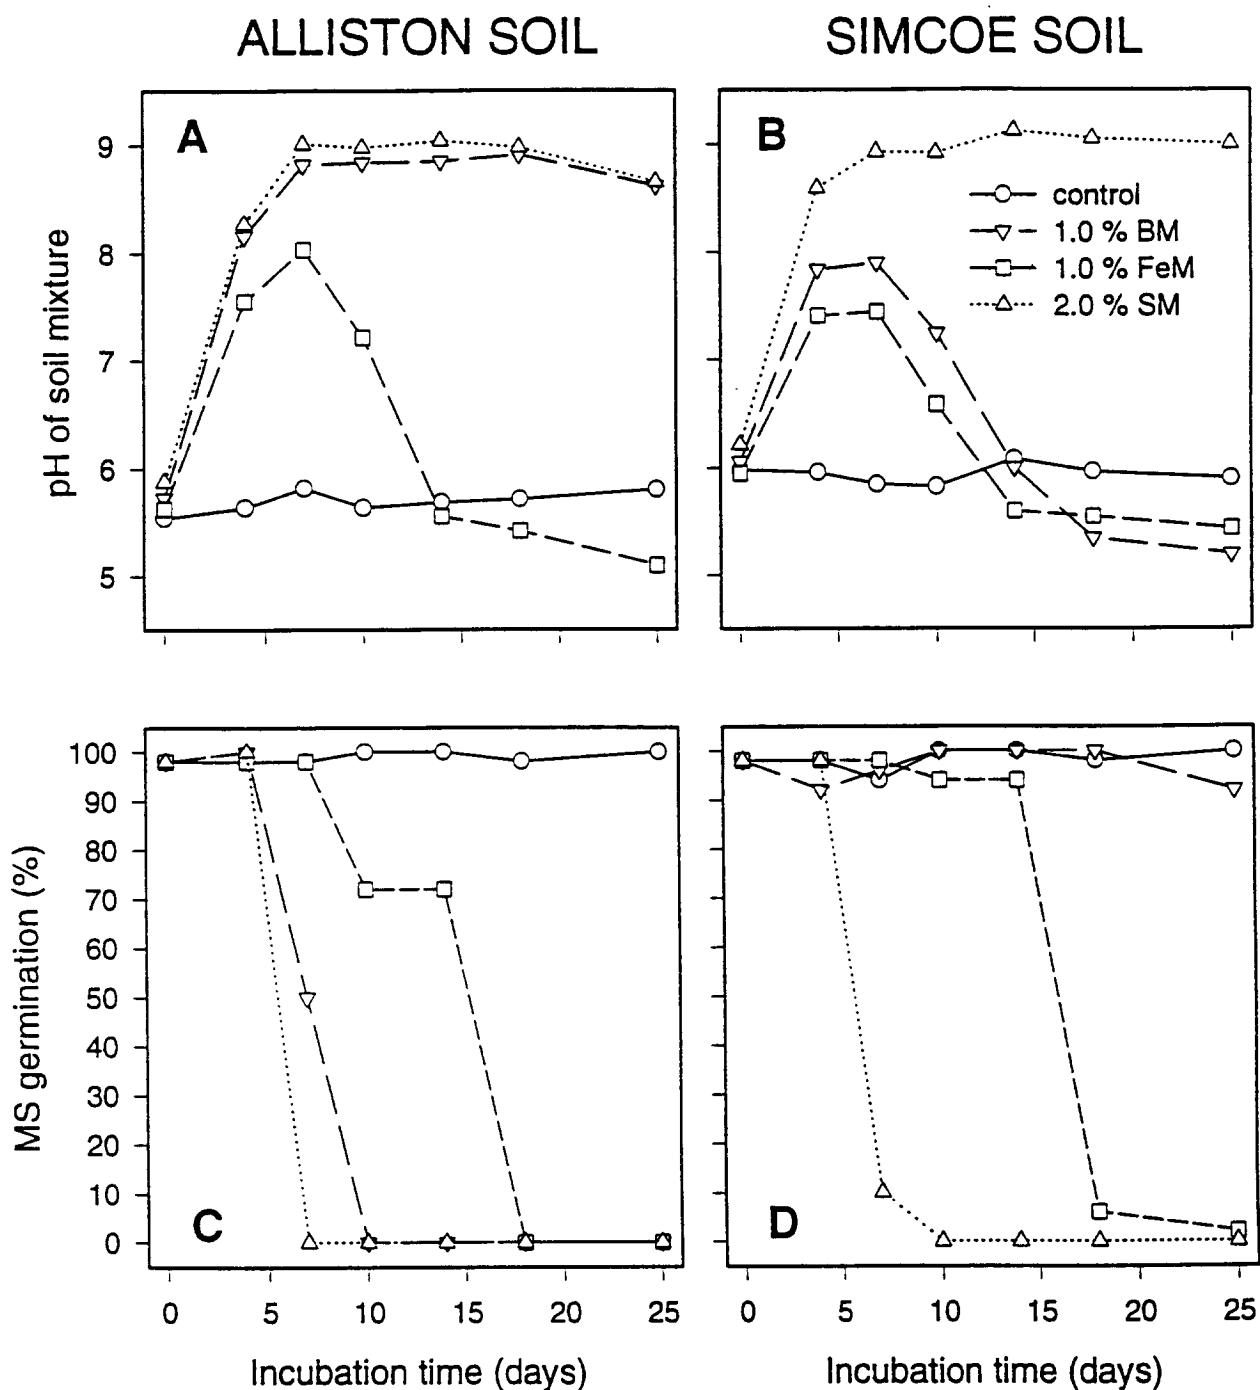 ALLISTON SOIL
SIMCOE SOIL
A
B
pH of soil mixture
9
8
7
6
5
control
1.0 % BM
1.0 % FeM
2.0 % SM
C
D
MS germination (%)
100
90
80
70
60
50
40
30
20
10
0
0 5 10 15 20 25
0 5 10 15 20 25
Incubation time (days)
Incubation time (days)